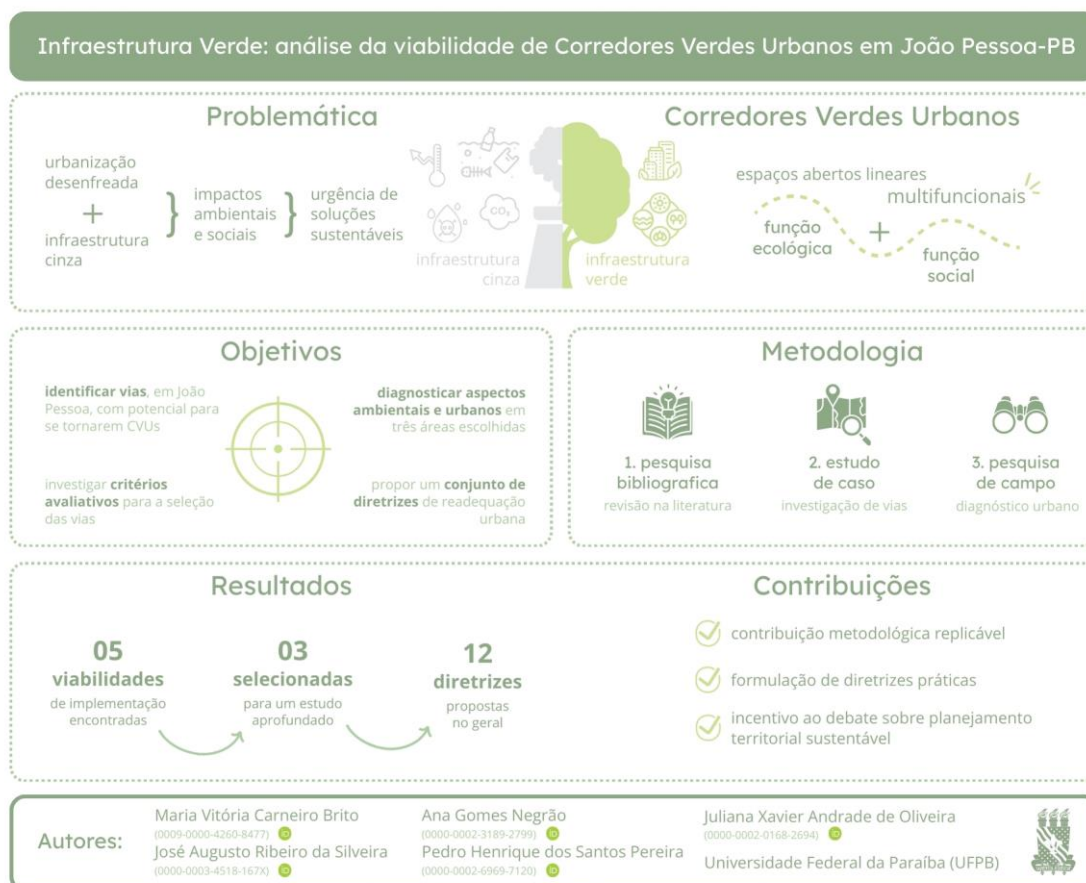 Infraestrutura Verde: análise da viabilidade de Corredores Verdes Urbanos em João Pessoa-PB
Problemática
urbanização
desenfreada
+
infraestrutura
cinza
}
impactos
ambientais
e sociais
}
urgência de
soluções
sustentáveis
CO₂
infraestrutura
cinza
infraestrutura
verde
Corredores Verdes Urbanos
espaços abertos lineares
multifuncionais
função
ecológica
+
função
social
Objetivos
identificar vias, em João
Pessoa, com potencial para
se tornarem CVUs
investigar critérios
avaliativos para a seleção
das vias
diagnosticar aspectos
ambientais e urbanos em
três áreas escolhidas
propor um conjunto de
diretrizes de readequação
urbana
Metodologia
1. pesquisa
bibliografica
revisão na literatura
2. estudo
de caso
investigação de vias
3. pesquisa
de campo
diagnóstico urbano
Resultados
05
viabilidades
de implementação
encontradas
03
selecionadas
para um estudo
aprofundado
12
diretrizes
propostas
no geral
Contribuições
contribuição metodológica replicável
formulação de diretrizes práticas
incentivo ao debate sobre planejamento
territorial sustentável
Autores:
Maria Vitória Carneiro Brito
(0009-0000-4260-8477) iD
José Augusto Ribeiro da Silveira
(0000-0003-4518-167X) iD
Ana Gomes Negrão
(0000-0002-3189-2799) iD
Pedro Henrique dos Santos Pereira
(0000-0002-6969-7120) iD
Juliana Xavier Andrade de Oliveira
(0000-0002-0168-2694) iD
Universidade Federal da Paraíba (UFPB)